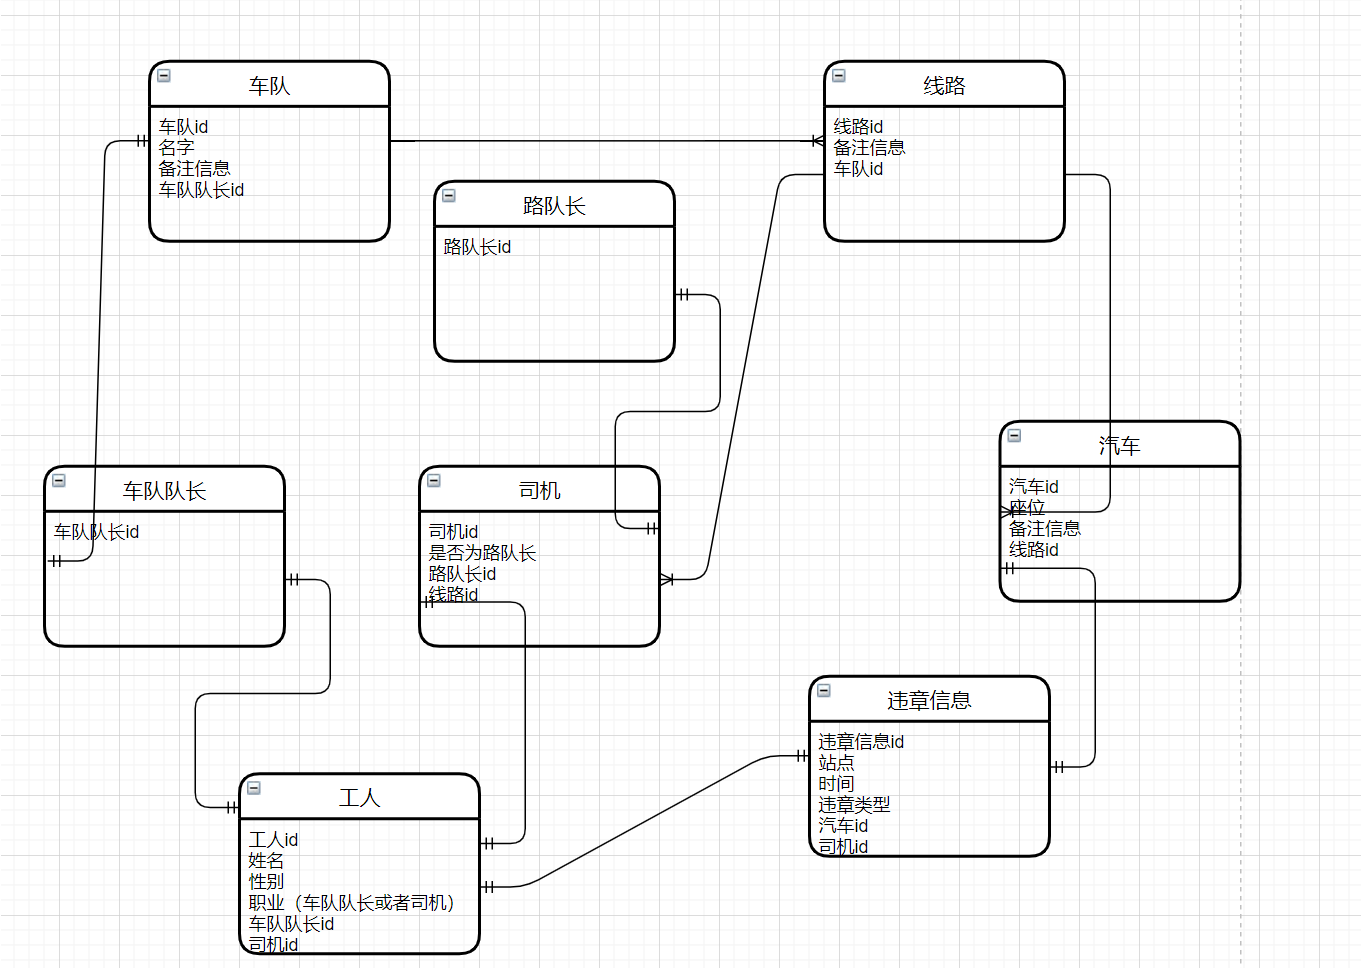 车队
车队id
名字
备注信息
车队队长id
线路
线路id
备注信息
车队id
路队长
路队长id
车队队长
车队队长id
司机
司机id
是否为路队长
路队长id
线路id
汽车
汽车id
座位
备注信息
线路id
违章信息
违章信息id
站点
时间
违章类型
汽车id
司机id
工人
工人id
姓名
性别
职业（车队队长或者司机）
车队队长id
司机id